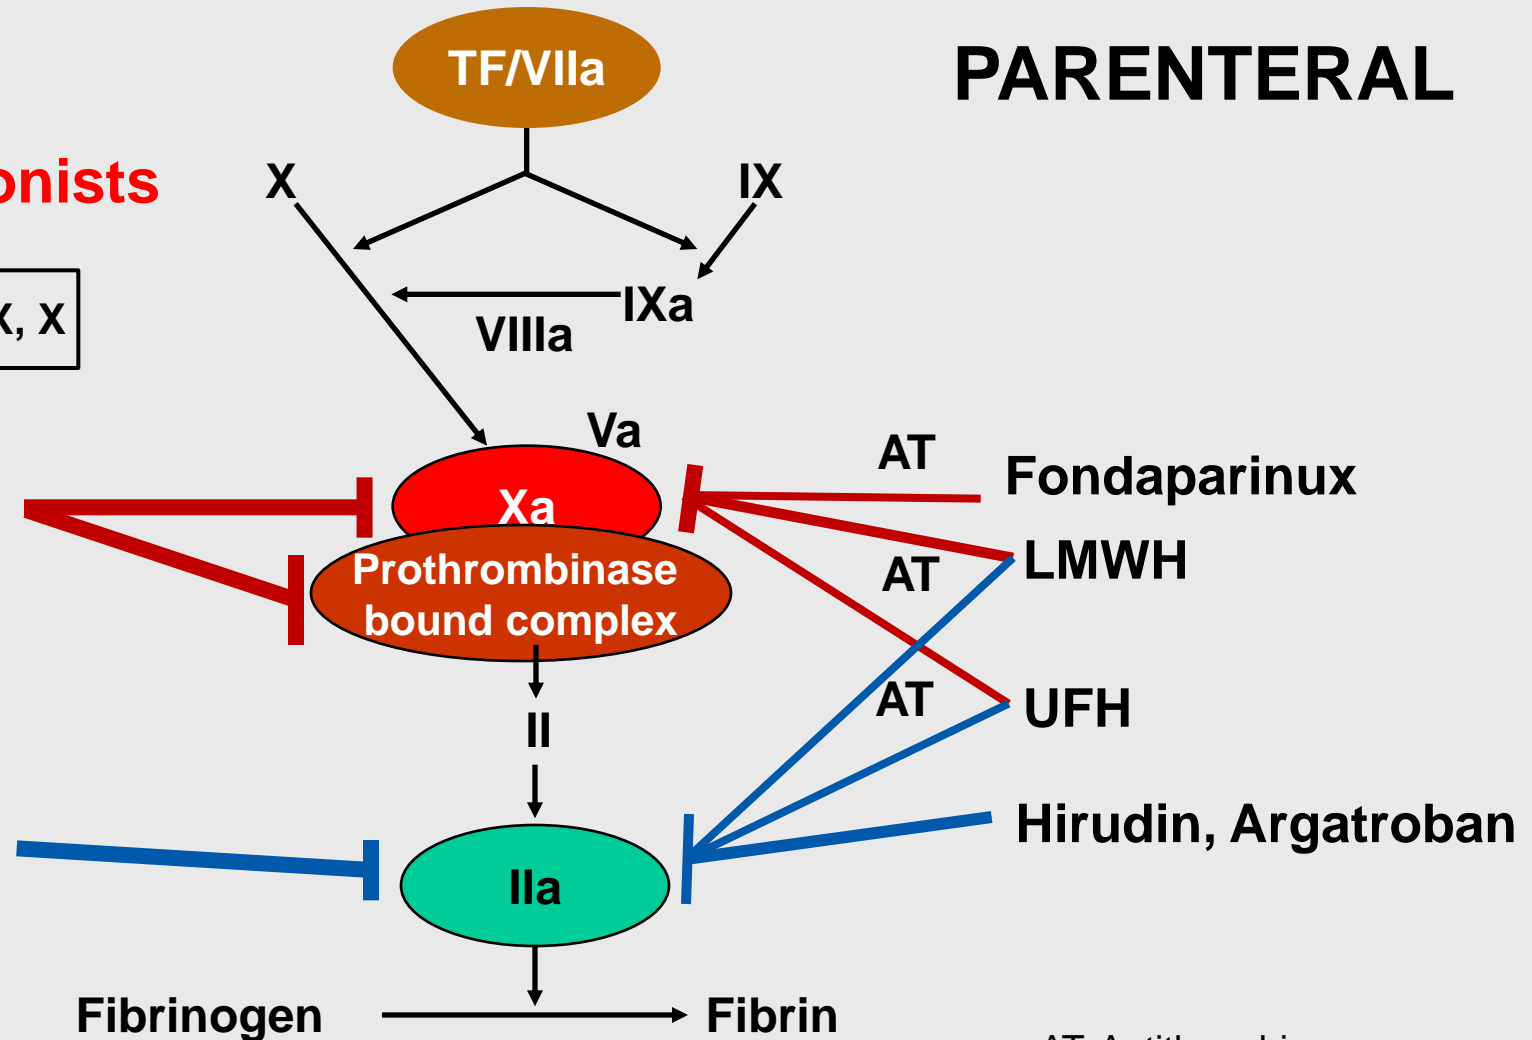 TF/VIIa
PARENTERAL
onists
X
IX
X, X
IXa
VIIIa
Va
AT
Fondaparinux
Xa
LMWH
AT
Prothrombinase
bound complex
AT
UFH
II
Hirudin, Argatroban
IIa
Fibrinogen
Fibrin